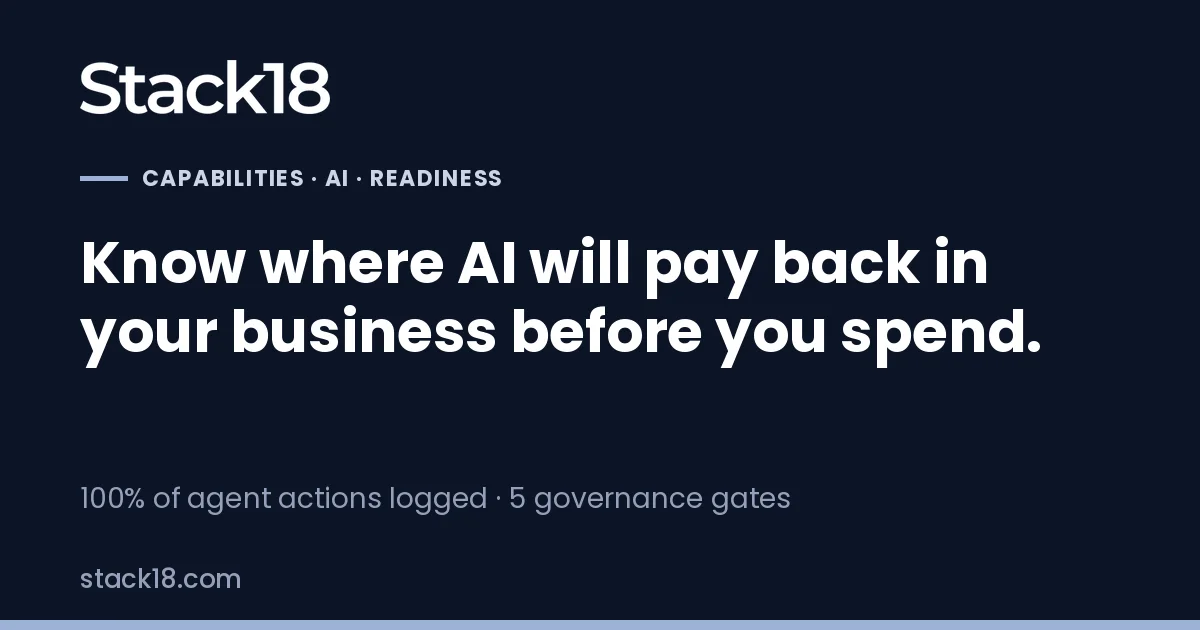 Stack18
CAPABILITIES · AI · READINESS
Know where AI will pay back in
your business before you spend.
100% of agent actions logged · 5 governance gates
stack18.com